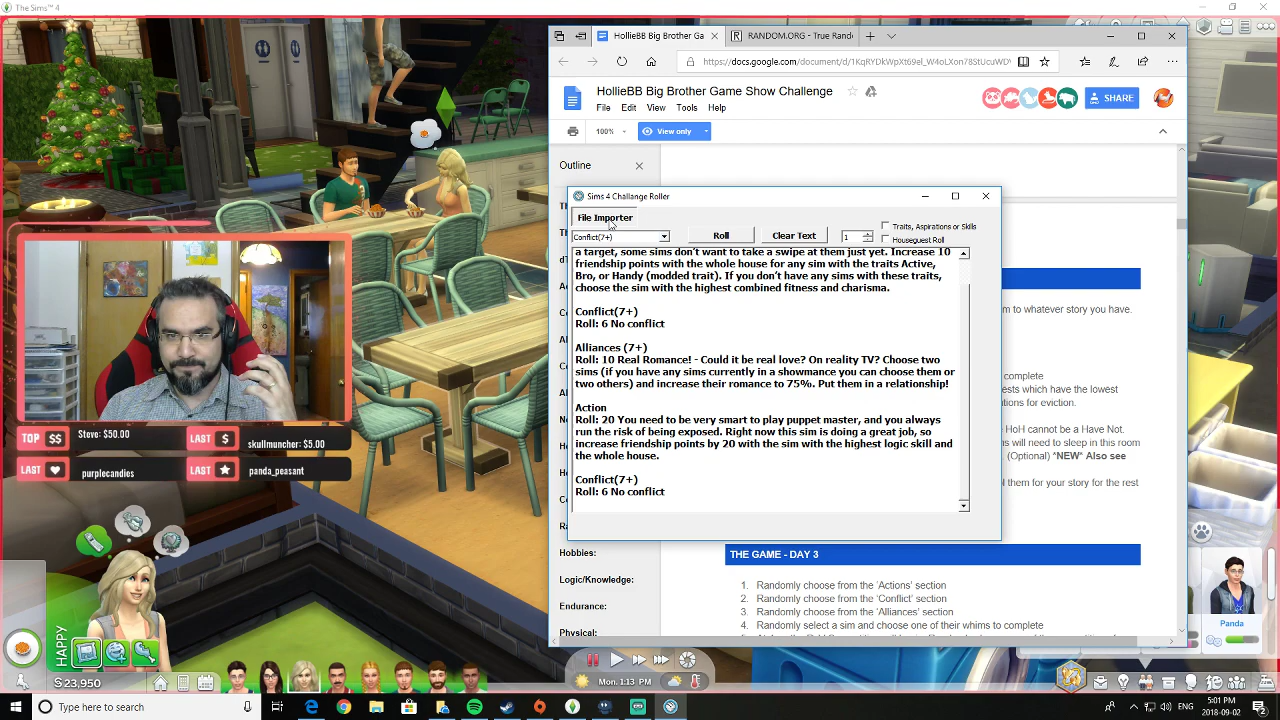 The Sims™ 4
HollieBB Big Brother Ga
RANDOM.ORG - True Rand
https://docs.google.com/document/d/1KqRYDkWpXt69el_W4oLXon78StUcuWD
HollieBB Big Brother Game Show Challenge
File Edit View Tools Help
SHARE
100%
View only
Outline
Sims 4 Challange Roller
File Importer
Conflict(7+)
Roll
Clear Text
1
Traits, Aspirations or Skills
Houseguest Roll
a target, some sims don't want to take a swipe at them just yet. Increase 10
friendship points with the whole house for any sim with the traits Active,
Bro, or Handy (modded trait). If you don't have any sims with these traits,
choose the sim with the highest combined fitness and charisma.
Conflict(7+)
Roll: 6 No conflict
Alliances (7+)
Roll: 10 Real Romance! - Could it be real love? On reality TV? Choose two
sims (if you have any sims currently in a showmance you can choose them or
two others) and increase their romance to 75%. Put them in a relationship!
Action
Roll: 20 You need to be very smart to play puppet master, and you always
run the risk of being exposed. Right now this sim is doing a great job, so
increase friendship points by 20 with the sim with the highest logic skill and
the whole house.
Conflict(7+)
Roll: 6 No conflict
m to whatever story you have.
complete
ests which have the lowest
tions for eviction.
HoH cannot be a Have Not.
ns will need to sleep in this room
(Optional) *NEW* Also see
l them for your story for the rest
Hobbies:
Logic/Knowledge:
Endurance:
Physical:
THE GAME - DAY 3
1. Randomly choose from the 'Actions' section
2. Randomly choose from the 'Conflict' section
3. Randomly choose from the 'Alliances' section
4. Randomly select a sim and choose one of their whims to complete
TOP $$
Steve: $50.00
LAST $
skullmuncher: $5.00
LAST
purplecandies
LAST
panda_peasant
HAPPY
§ 23,950
Mon. 1:13 PM
Panda
Type here to search
5:01 PM
2018-09-02
2